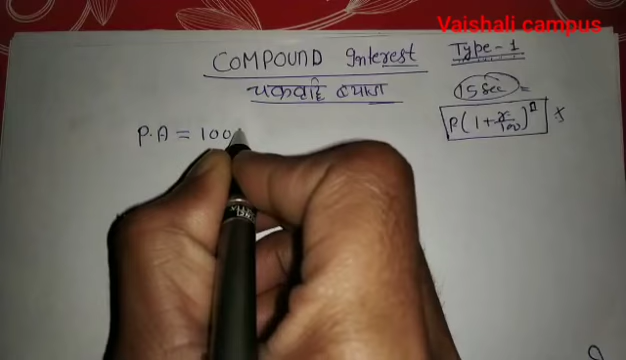 Vaishali campus
COMPOUND Interest Type-1
चक्रवृद्धि ब्याज 15 Sec =
P(1+r/100)^n ×
P.A = 100